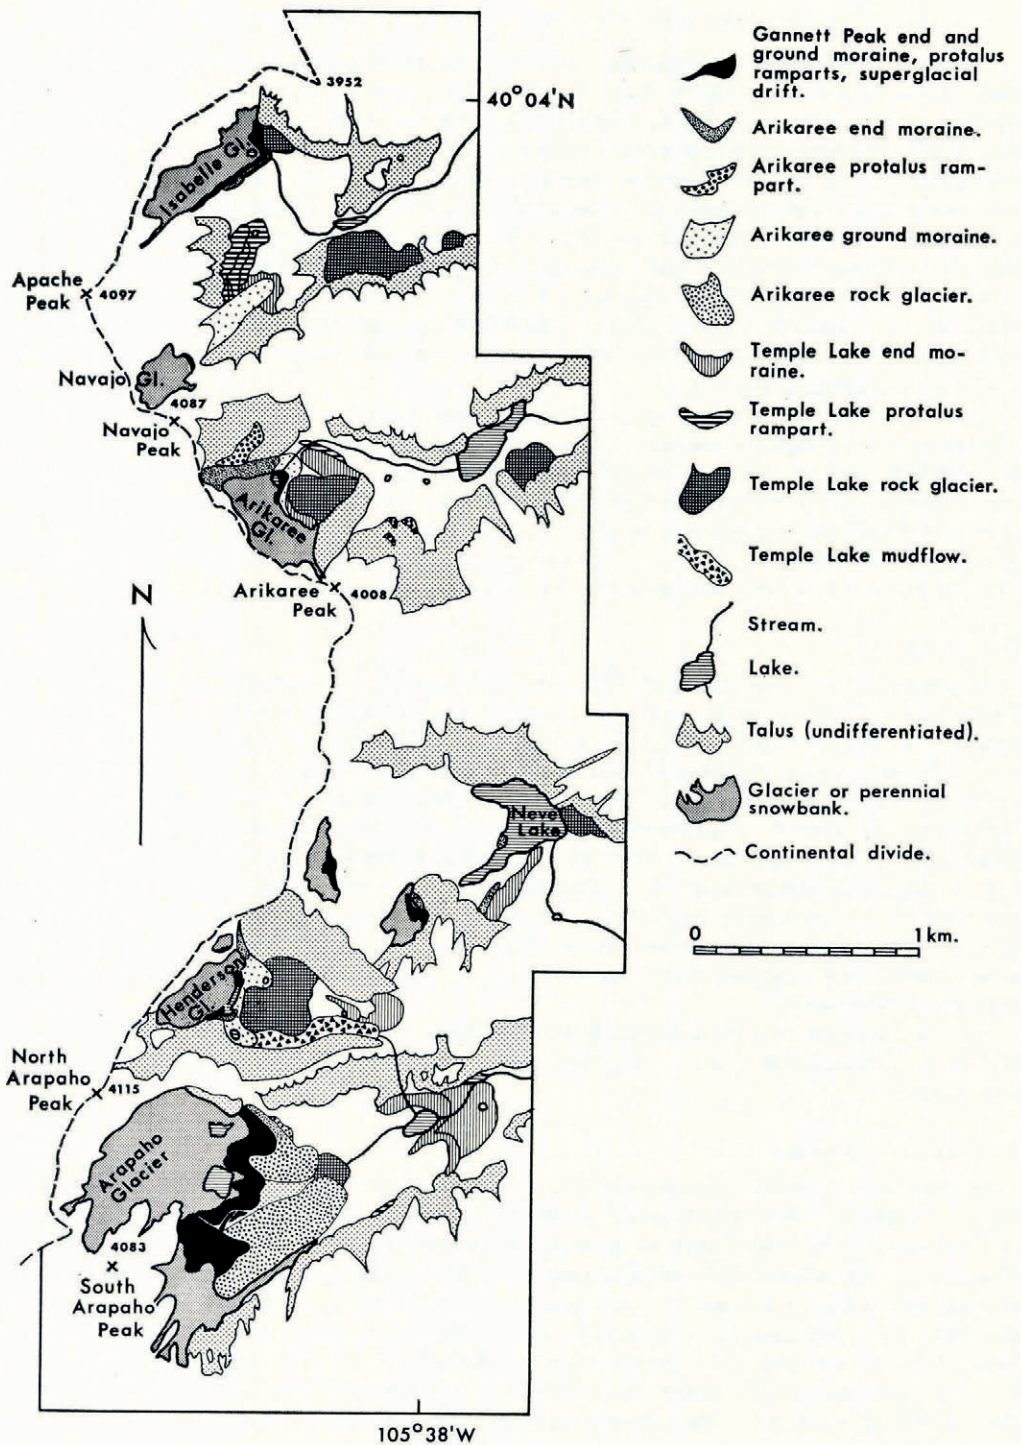 3952
40°04'N
Isabelle Gl.
Apache
Peak
4097
Navajo Gl.
4087
Navajo
Peak
Arikaree
Gl.
Arikaree
Peak
4008
N
Neve
Lake
Henderson
Gl.
North
Arapaho
Peak
4115
Arapaho
Glacier
4083
South
Arapaho
Peak
105°38'W
Gannett Peak end and
ground moraine, protalus
ramparts, superglacial
drift.
Arikaree end moraine.
Arikaree protalus ram-
part.
Arikaree ground moraine.
Arikaree rock glacier.
Temple Lake end mo-
raine.
Temple Lake protalus
rampart.
Temple Lake rock glacier.
Temple Lake mudflow.
Stream.
Lake.
Talus (undifferentiated).
Glacier or perennial
snowbank.
Continental divide.
0 1 km.